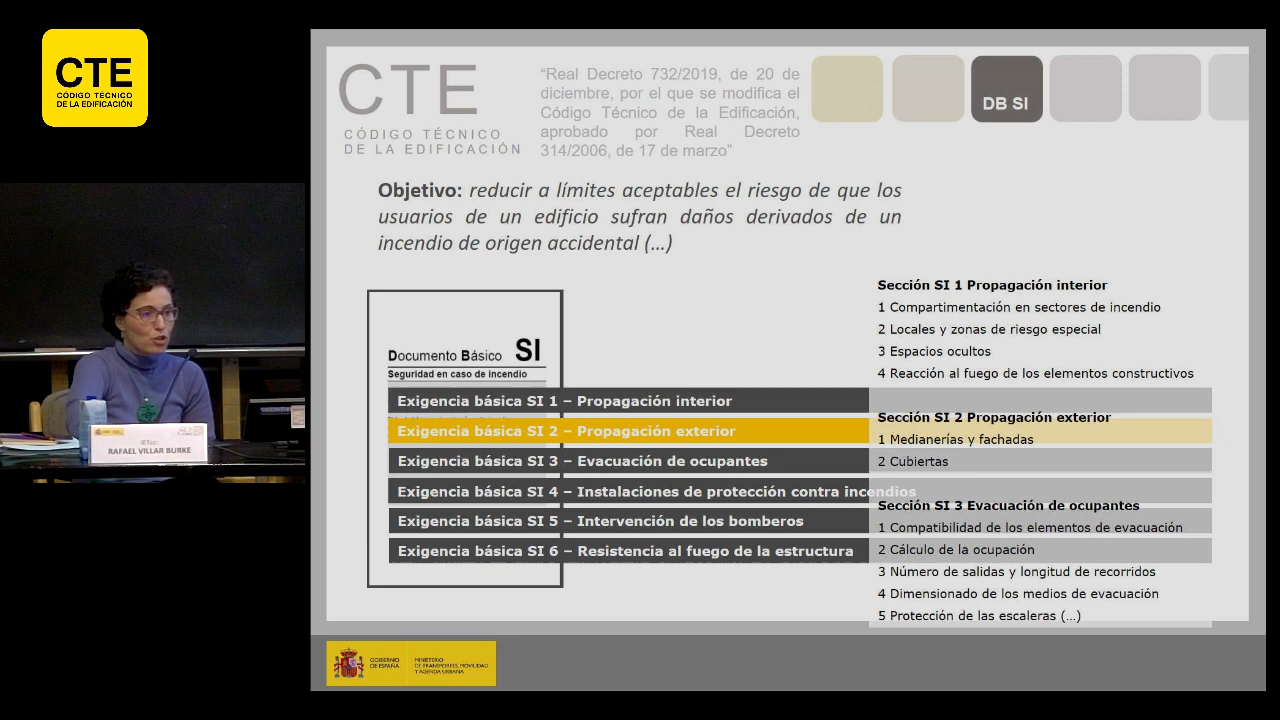 CTE
CÓDIGO TÉCNICO
DE LA EDIFICACIÓN
CTE
CÓDIGO TÉCNICO
DE LA EDIFICACIÓN
“Real Decreto 732/2019, de 20 de
diciembre, por el que se modifica el
Código Técnico de la Edificación,
aprobado por Real Decreto
314/2006, de 17 de marzo”
DB SI
Objetivo: reducir a límites aceptables el riesgo de que los
usuarios de un edificio sufran daños derivados de un
incendio de origen accidental (...)
Documento Básico SI
Seguridad en caso de incendio
Exigencia básica SI 1 – Propagación interior
Exigencia básica SI 2 – Propagación exterior
Exigencia básica SI 3 – Evacuación de ocupantes
Exigencia básica SI 4 – Instalaciones de protección contra incendios
Exigencia básica SI 5 – Intervención de los bomberos
Exigencia básica SI 6 – Resistencia al fuego de la estructura
Sección SI 1 Propagación interior
1 Compartimentación en sectores de incendio
2 Locales y zonas de riesgo especial
3 Espacios ocultos
4 Reacción al fuego de los elementos constructivos
Sección SI 2 Propagación exterior
1 Medianerías y fachadas
2 Cubiertas
Sección SI 3 Evacuación de ocupantes
1 Compatibilidad de los elementos de evacuación
2 Cálculo de la ocupación
3 Número de salidas y longitud de recorridos
4 Dimensionado de los medios de evacuación
5 Protección de las escaleras (...)
IETcc:
RAFAEL VILLAR BURKE
GOBIERNO
DE ESPAÑA
MINISTERIO
DE TRANSPORTES, MOVILIDAD
Y AGENDA URBANA